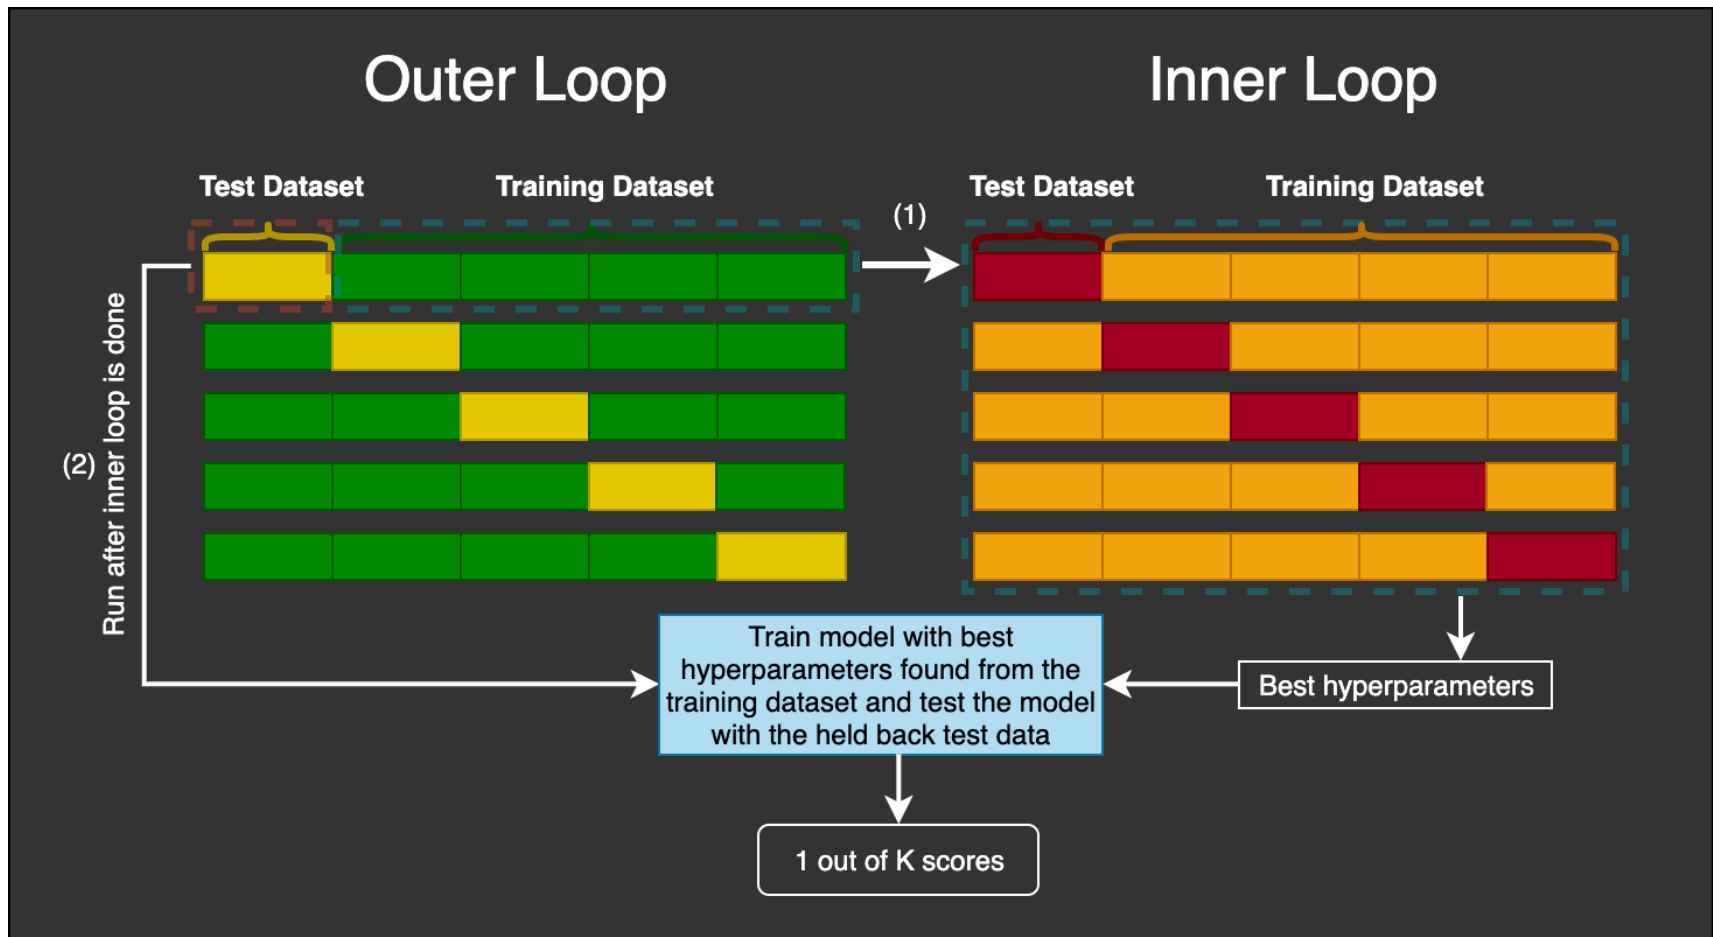 Outer Loop
Inner Loop
Test Dataset
Training Dataset
(1)
Test Dataset
Training Dataset
(2)
Run after inner loop is done
Train model with best
hyperparameters found from the
training dataset and test the model
with the held back test data
Best hyperparameters
1 out of K scores